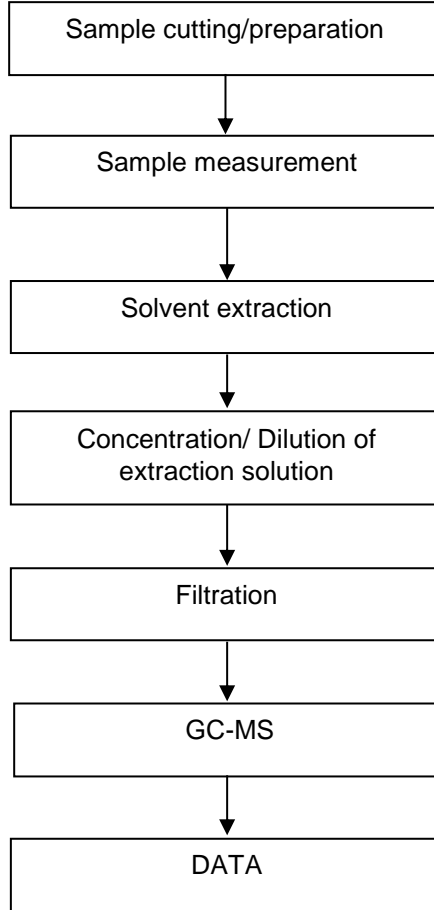 Sample cutting/preparation
Sample measurement
Solvent extraction
Concentration/ Dilution of
extraction solution
Filtration
GC-MS
DATA